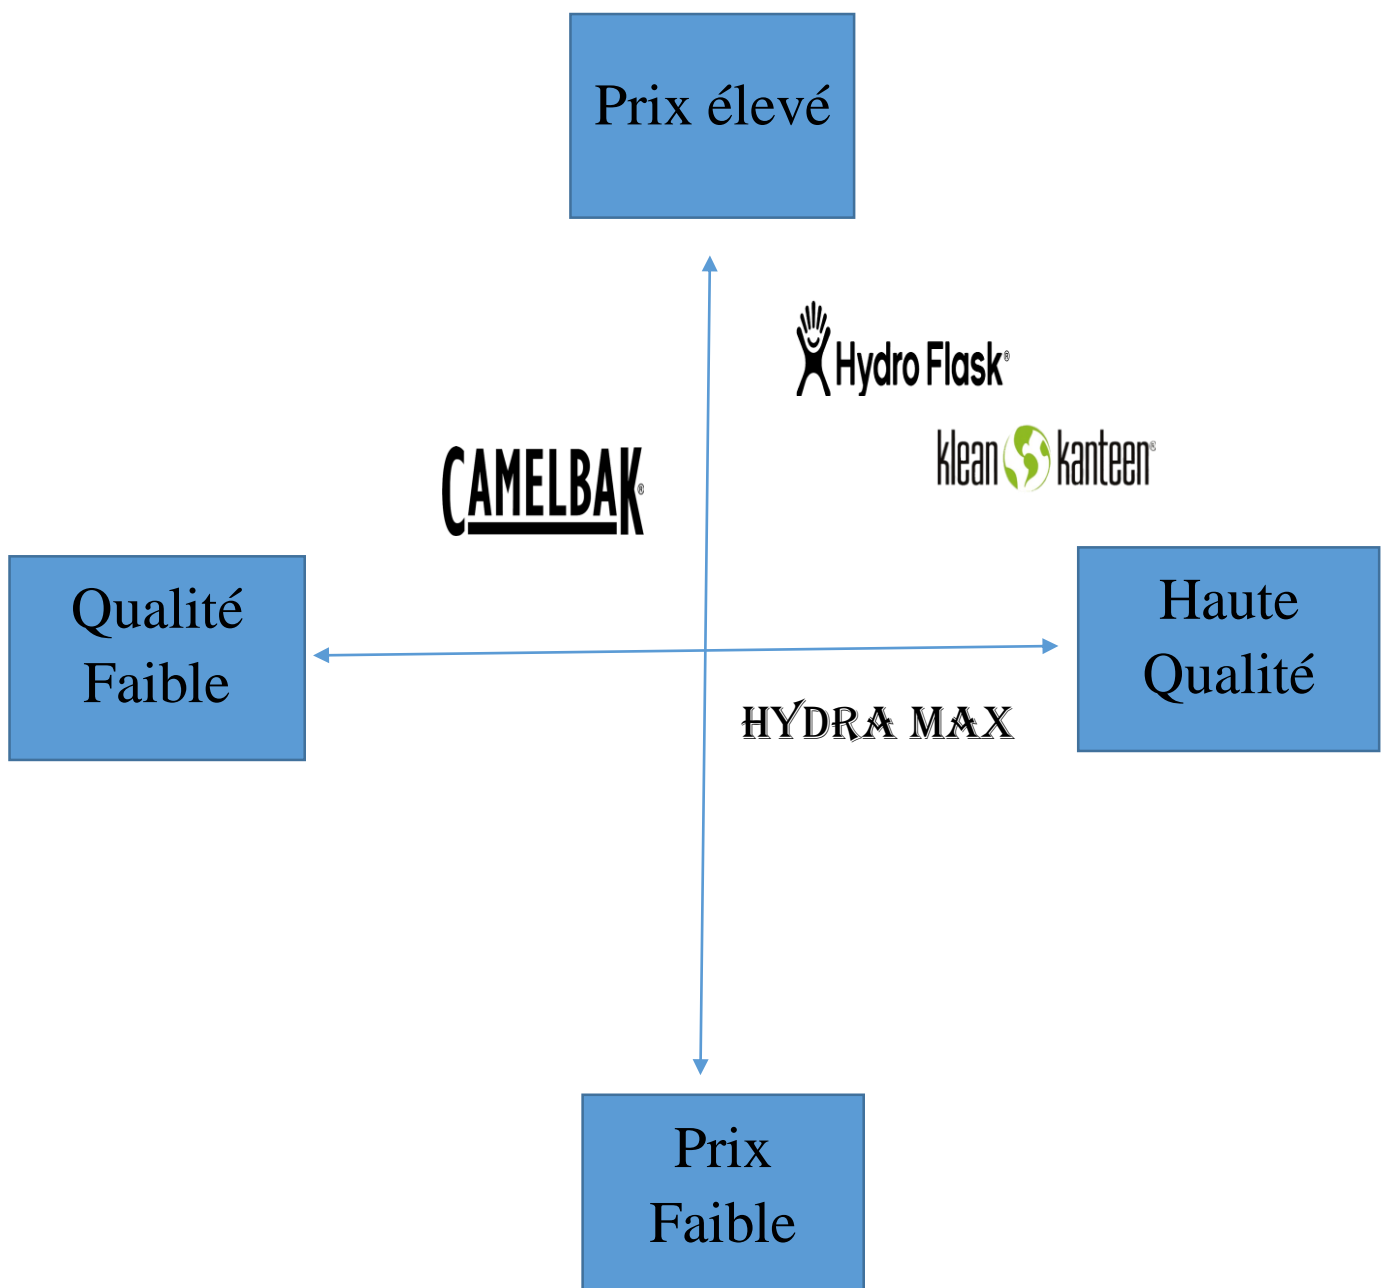 Prix élevé
Hydro Flask®
klean kanteen®
CAMELBAK®
Qualité
Faible
Haute
Qualité
HYDRA MAX
Prix
Faible